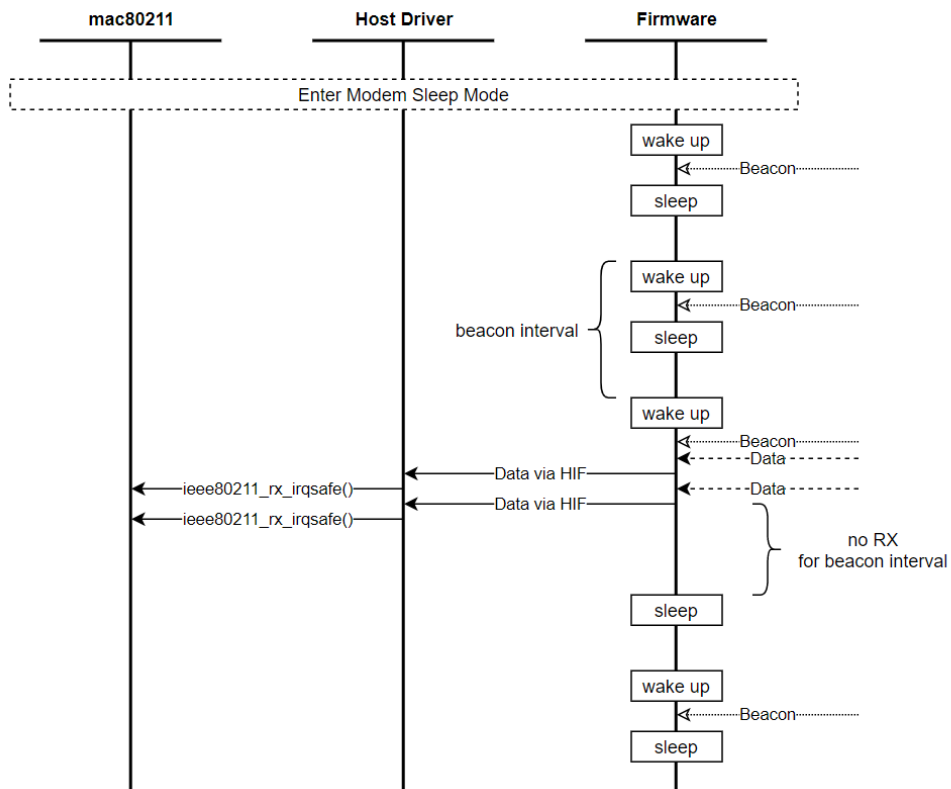 mac80211
Host Driver
Firmware
Enter Modem Sleep Mode
wake up
Beacon
sleep
wake up
Beacon
beacon interval
sleep
wake up
Beacon
Data
Data via HIF
ieee80211_rx_irqsafe()
Data
Data via HIF
ieee80211_rx_irqsafe()
no RX
for beacon interval
sleep
wake up
Beacon
sleep